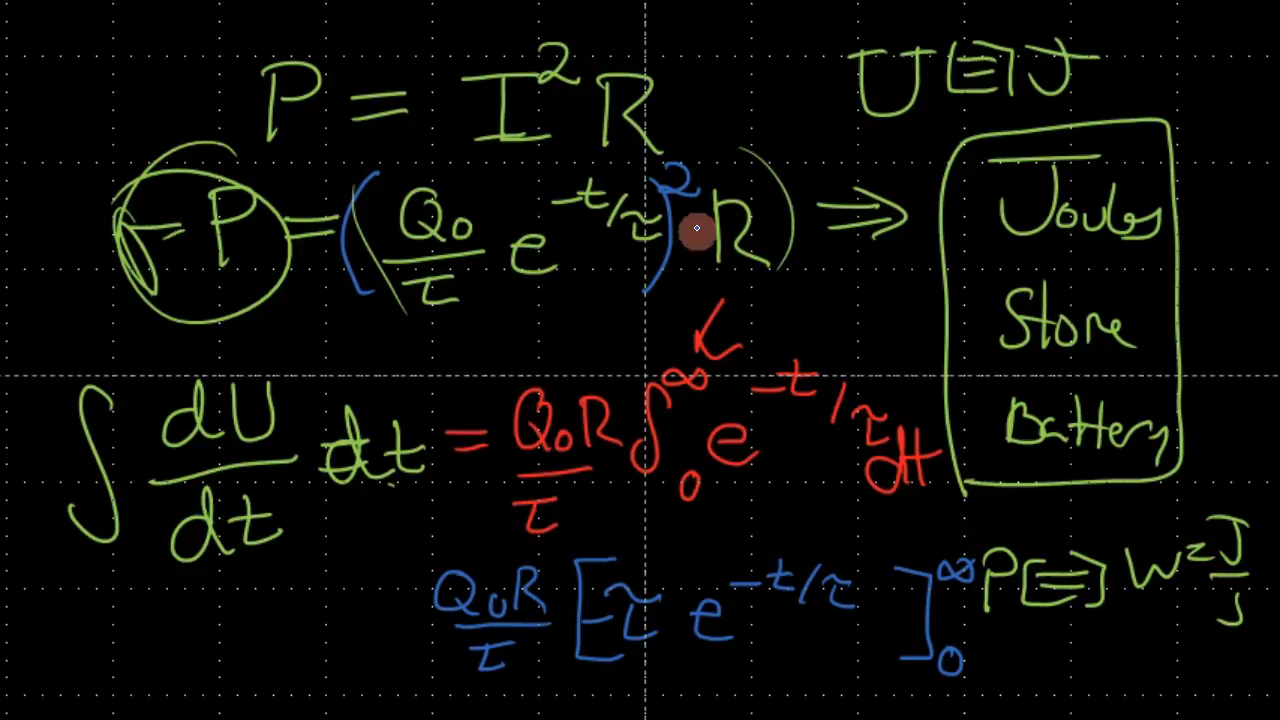 P = I²R
U [=] J
P = (Q₀/τ e^(-t/τ))² R) ⇒
Joules
Store
Battery
∫ dU/dt dt = Q₀R/τ ∫₀^∞ e^(-t/τ) dt
Q₀R/τ [-τ e^(-t/τ)]₀^∞
P [=] W = J/s